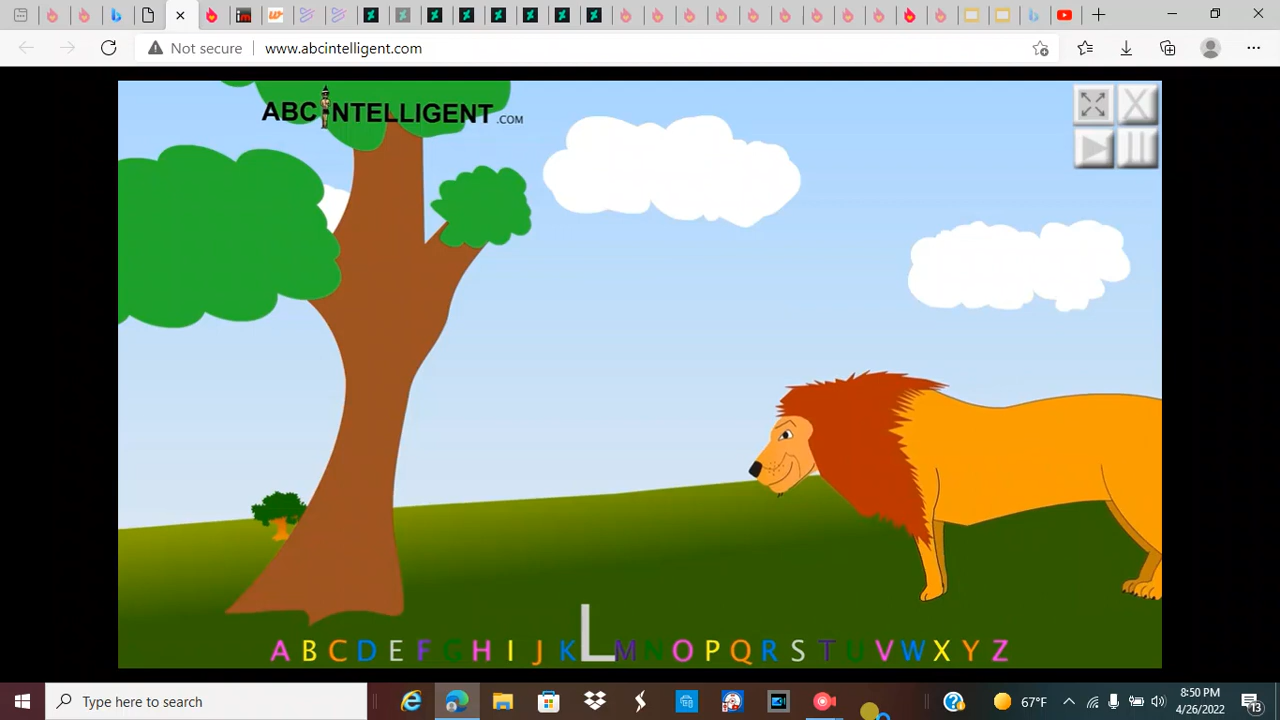 Not secure www.abcintelligent.com
ABCINTELLIGENT.COM
A B C D E F G H I J K L M N O P Q R S T U V W X Y Z
Type here to search
67°F
8:50 PM
4/26/2022
13